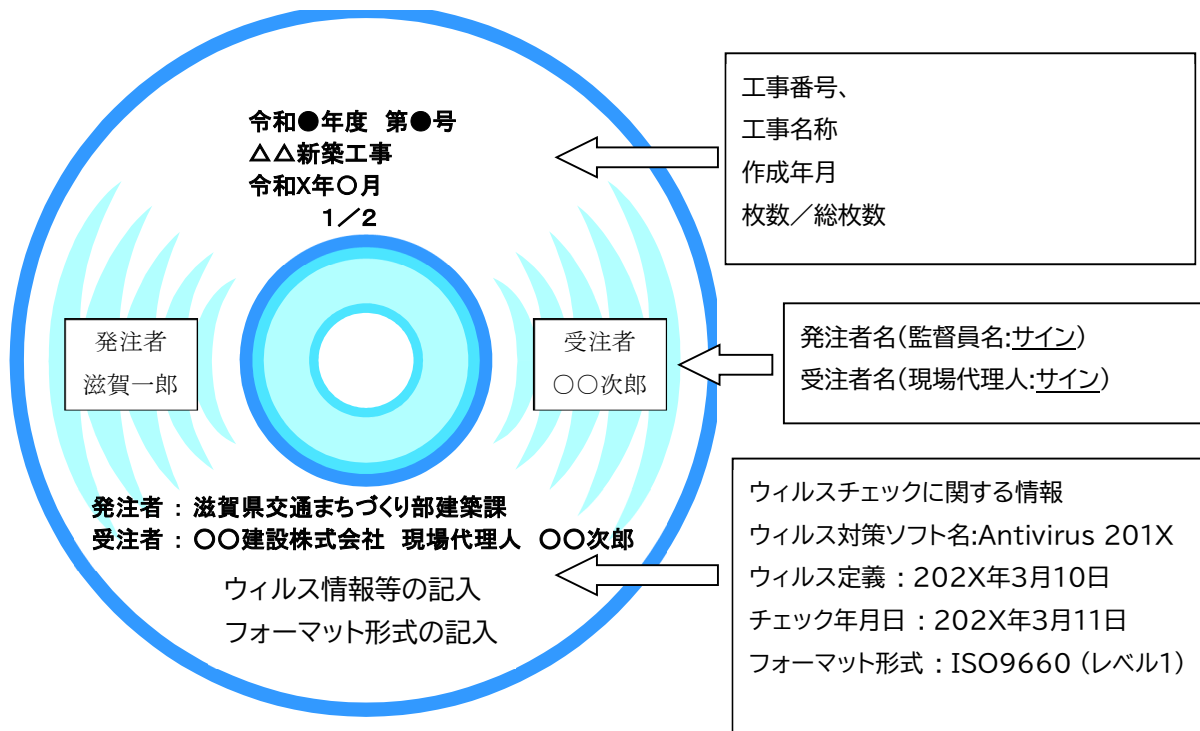 令和●年度 第●号
△△新築工事
令和X年〇月
1／2
工事番号、
工事名称
作成年月
枚数／総枚数
発注者
滋賀一郎
受注者
〇〇次郎
発注者名(監督員名:サイン)
受注者名(現場代理人:サイン)
発注者 : 滋賀県交通まちづくり部建築課
受注者 : 〇〇建設株式会社 現場代理人 〇〇次郎
ウィルス情報等の記入
フォーマット形式の記入
ウィルスチェックに関する情報
ウィルス対策ソフト名:Antivirus 201X
ウィルス定義 : 202X年3月10日
チェック年月日 : 202X年3月11日
フォーマット形式 : ISO9660 (レベル1)